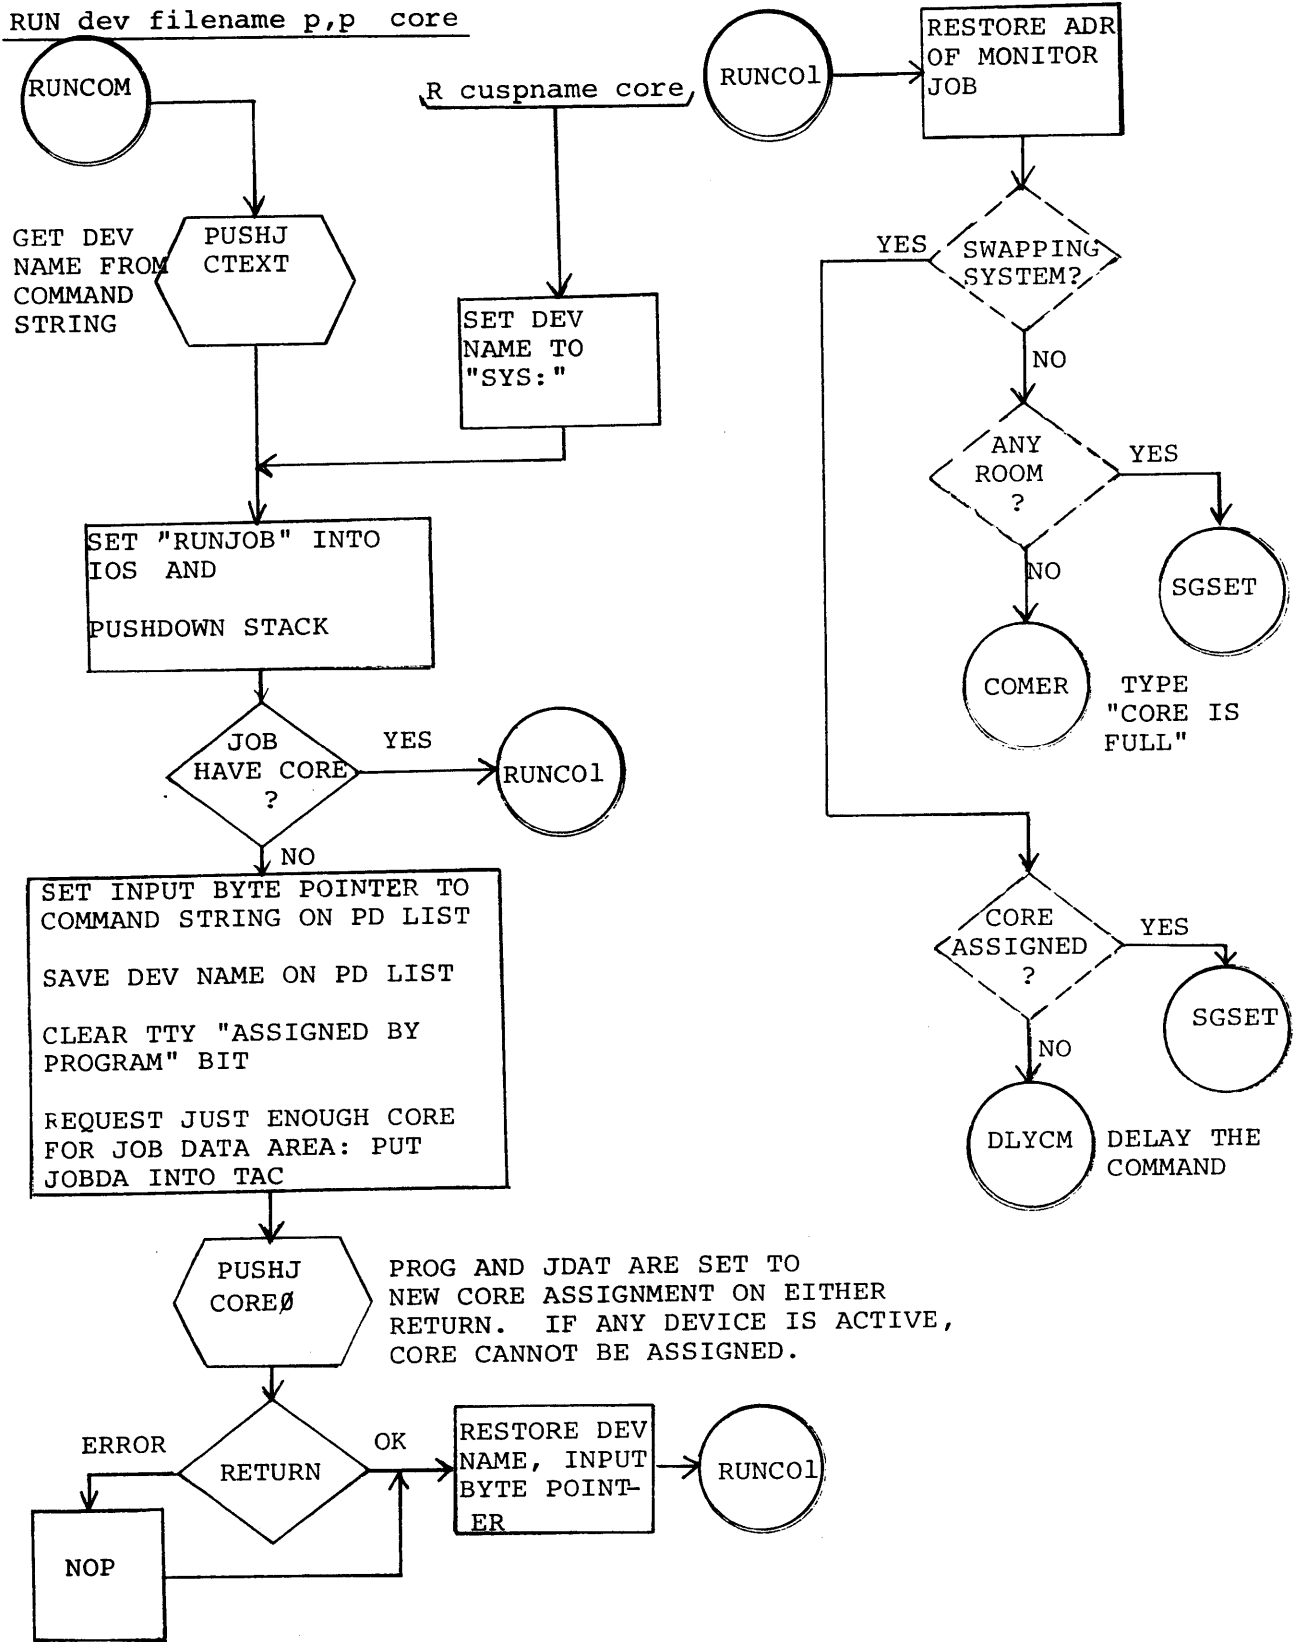 RUN dev filename p,p core
RUNCOM
R cuspname core
GET DEV
NAME FROM
COMMAND
STRING
PUSHJ
CTEXT
SET DEV
NAME TO
"SYS:"
SET "RUNJOB" INTO
IOS AND
PUSHDOWN STACK
JOB
HAVE CORE
?
YES
RUNCO1
NO
SET INPUT BYTE POINTER TO
COMMAND STRING ON PD LIST
SAVE DEV NAME ON PD LIST
CLEAR TTY "ASSIGNED BY
PROGRAM" BIT
REQUEST JUST ENOUGH CORE
FOR JOB DATA AREA: PUT
JOBDA INTO TAC
PUSHJ
COREØ
PROG AND JDAT ARE SET TO
NEW CORE ASSIGNMENT ON EITHER
RETURN. IF ANY DEVICE IS ACTIVE,
CORE CANNOT BE ASSIGNED.
RETURN
ERROR
OK
NOP
RESTORE DEV
NAME, INPUT
BYTE POINT-
ER
RUNCO1
RUNCO1
RESTORE ADR
OF MONITOR
JOB
SWAPPING
SYSTEM?
YES
NO
ANY
ROOM
?
YES
SGSET
NO
COMER
TYPE
"CORE IS
FULL"
CORE
ASSIGNED
?
YES
SGSET
NO
DLYCM
DELAY THE
COMMAND